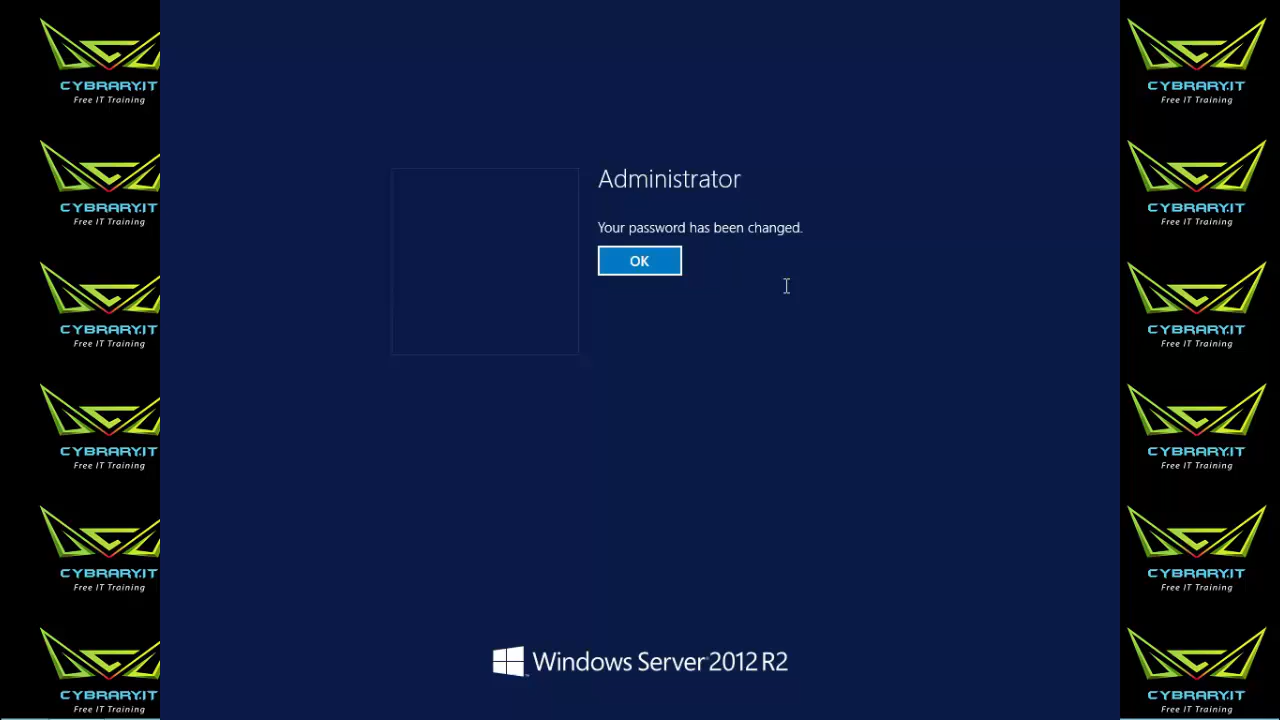 Administrator
Your password has been changed.
OK
Windows Server 2012 R2
CYBRARY.IT
Free IT Training
CYBRARY.IT
Free IT Training
CYBRARY.IT
Free IT Training
CYBRARY.IT
Free IT Training
CYBRARY.IT
Free IT Training
CYBRARY.IT
Free IT Training
CYBRARY.IT
Free IT Training
CYBRARY.IT
Free IT Training
CYBRARY.IT
Free IT Training
CYBRARY.IT
Free IT Training
CYBRARY.IT
Free IT Training
CYBRARY.IT
Free IT Training